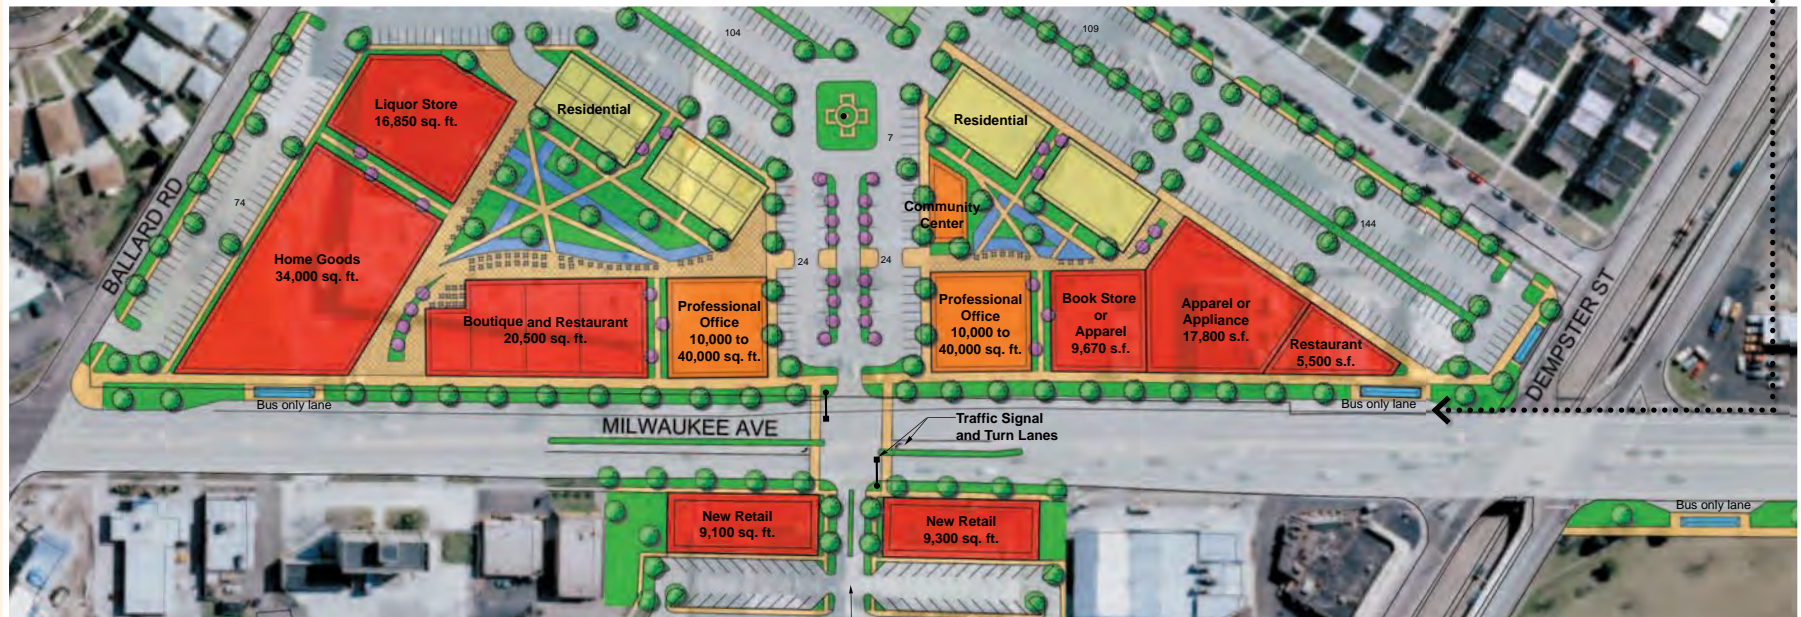 104
109
Liquor Store
16,850 sq. ft.
Residential
Residential
7
74
Community
Center
144
BALLARD RD
Home Goods
34,000 sq. ft.
24
24
DEMPSTER ST
Boutique and Restaurant
20,500 sq. ft.
Professional
Office
10,000 to
40,000 sq. ft.
Professional
Office
10,000 to
40,000 sq. ft.
Book Store
or
Apparel
9,670 s.f.
Apparel or
Appliance
17,800 s.f.
Restaurant
5,500 s.f.
Bus only lane
Bus only lane
MILWAUKEE AVE
Traffic Signal
and Turn Lanes
New Retail
9,100 sq. ft.
New Retail
9,300 sq. ft.
Bus only lane